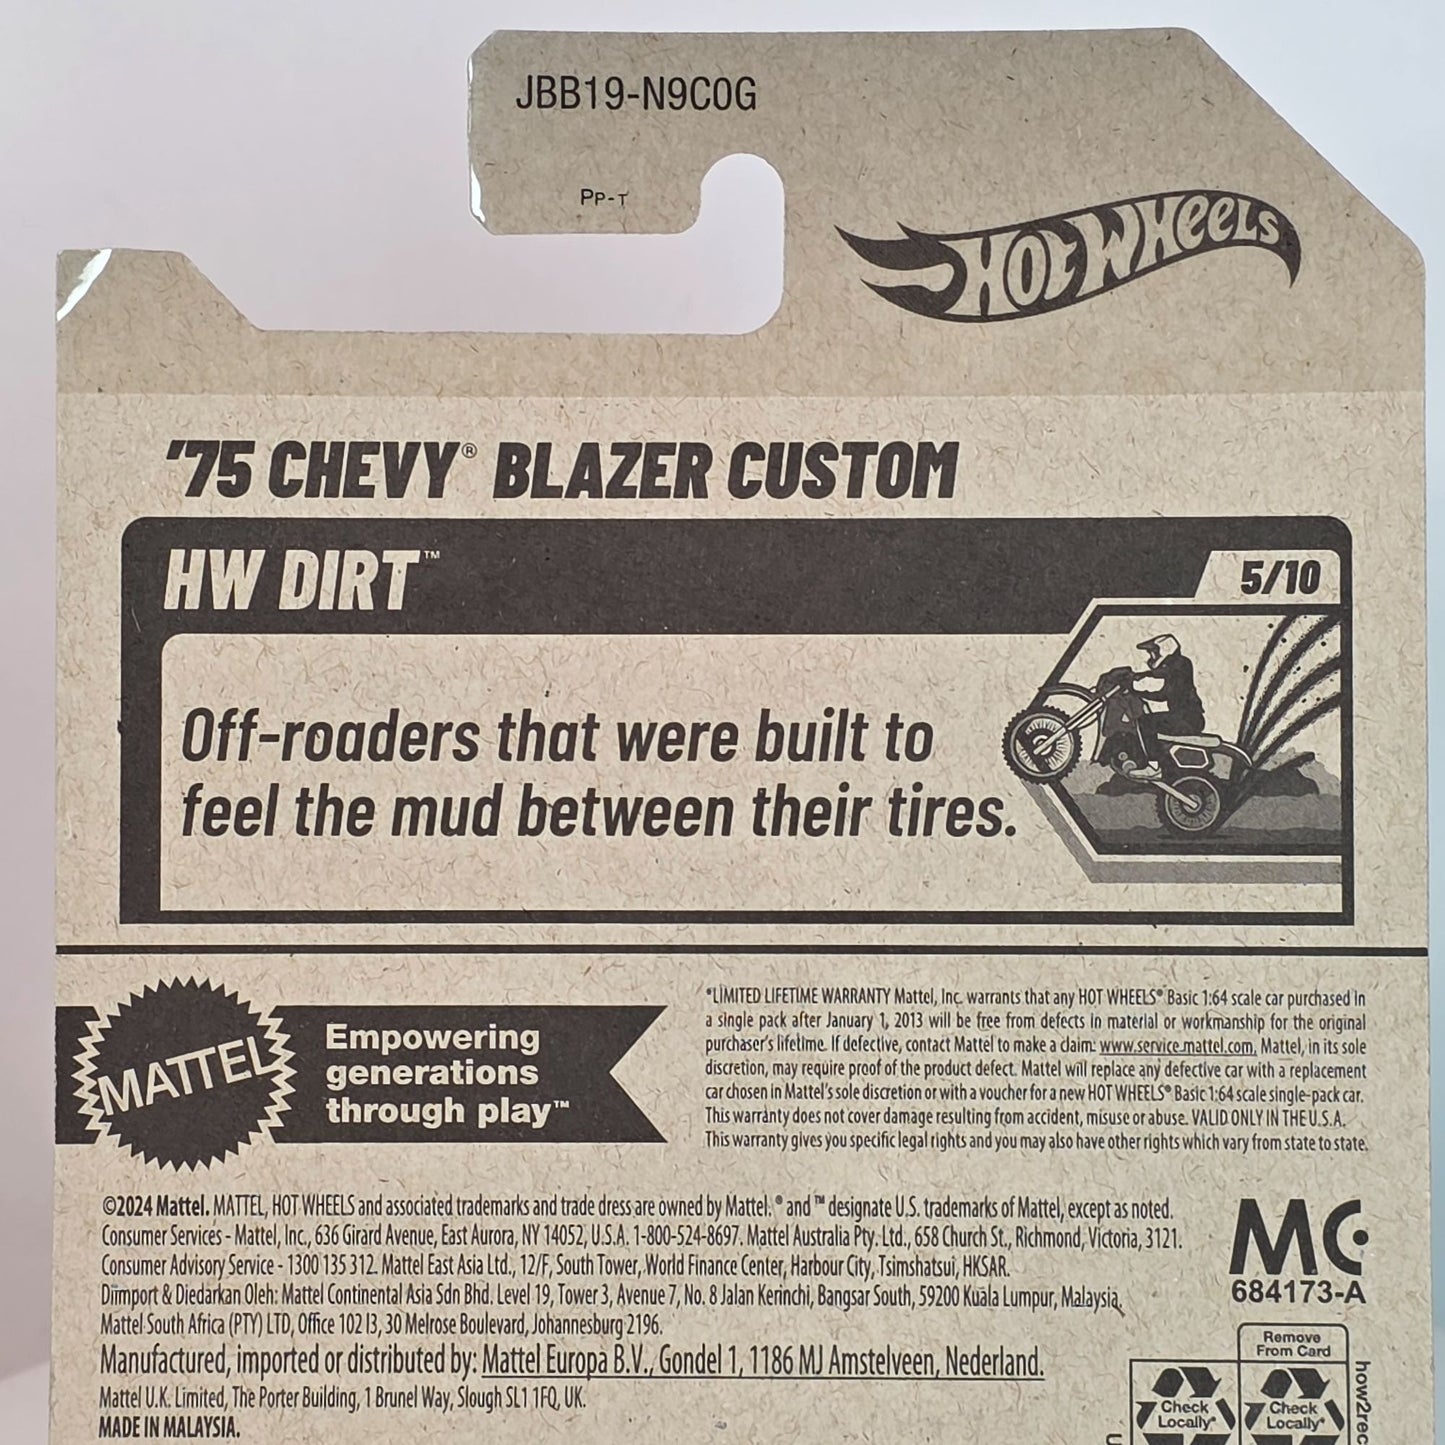 JBB19-N9C0G
PP-T
HOT WHEELS
'75 CHEVY® BLAZER CUSTOM
HW DIRT™
5/10
Off-roaders that were built to
feel the mud between their tires.
MATTEL
Empowering
generations
through play™
*LIMITED LIFETIME WARRANTY Mattel, Inc. warrants that any HOT WHEELS® Basic 1:64 scale car purchased in
a single pack after January 1, 2013 will be free from defects in material or workmanship for the original
purchaser's lifetime. If defective, contact Mattel to make a claim: www.service.mattel.com. Mattel, in its sole
discretion, may require proof of the product defect. Mattel will replace any defective car with a replacement
car chosen in Mattel's sole discretion or with a voucher for a new HOT WHEELS® Basic 1:64 scale single-pack car.
This warranty does not cover damage resulting from accident, misuse or abuse. VALID ONLY IN THE U.S.A.
This warranty gives you specific legal rights and you may also have other rights which vary from state to state.
©2024 Mattel. MATTEL, HOT WHEELS and associated trademarks and trade dress are owned by Mattel. ® and ™ designate U.S. trademarks of Mattel, except as noted.
Consumer Services - Mattel, Inc., 636 Girard Avenue, East Aurora, NY 14052, U.S.A. 1-800-524-8697. Mattel Australia Pty. Ltd., 658 Church St., Richmond, Victoria, 3121.
Consumer Advisory Service - 1300 135 312. Mattel East Asia Ltd., 12/F, South Tower, World Finance Center, Harbour City, Tsimshatsui, HKSAR.
Diimport & Diedarkan Oleh: Mattel Continental Asia Sdn Bhd. Level 19, Tower 3, Avenue 7, No. 8 Jalan Kerinchi, Bangsar South, 59200 Kuala Lumpur, Malaysia.
Mattel South Africa (PTY) LTD, Office 102 I3, 30 Melrose Boulevard, Johannesburg 2196.
Manufactured, imported or distributed by: Mattel Europa B.V., Gondel 1, 1186 MJ Amstelveen, Nederland.
Mattel U.K. Limited, The Porter Building, 1 Brunel Way, Slough SL1 1FQ, UK.
MADE IN MALAYSIA.
MC
684173-A
Remove
From Card
Check
Locally*
Check
Locally*
how2rec